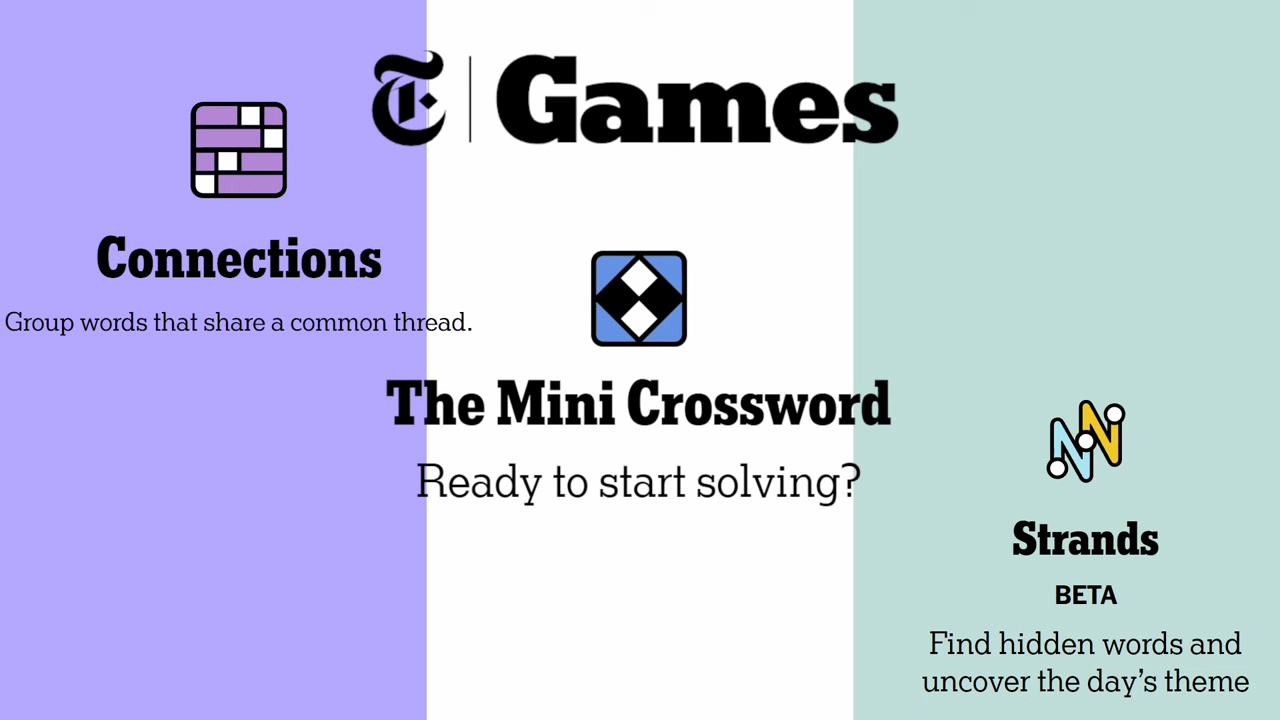 T | Games
Connections
Group words that share a common thread.
The Mini Crossword
Ready to start solving?
Strands
BETA
Find hidden words and
uncover the day's theme